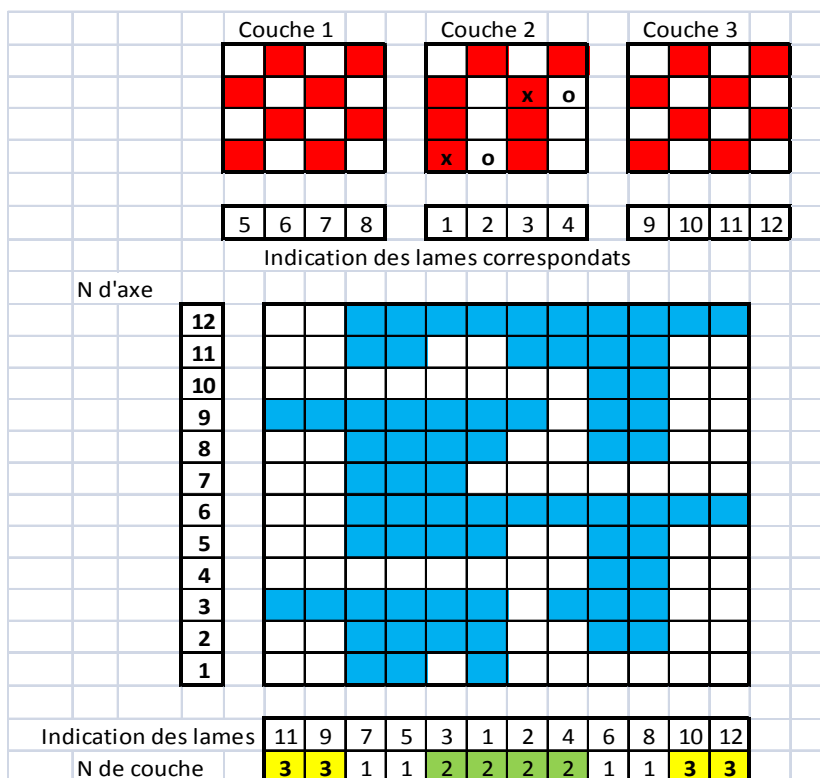 Couche 1 Couche 2 Couche 3
x o
x o
5 6 7 8 1 2 3 4 9 10 11 12
Indication des lames correspondats
N d'axe
12
11
10
9
8
7
6
5
4
3
2
1
Indication des lames 11 9 7 5 3 1 2 4 6 8 10 12
N de couche 3 3 1 1 2 2 2 2 1 1 3 3